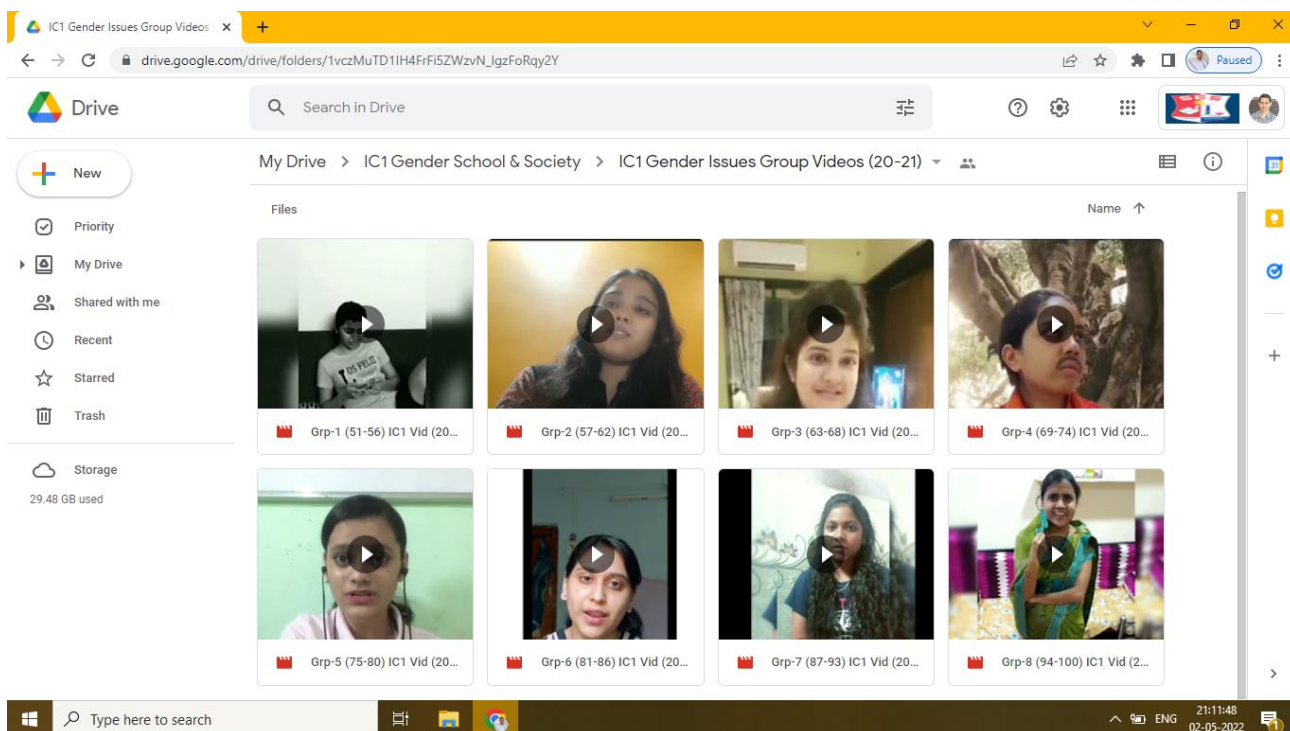 IC1 Gender Issues Group Videos
drive.google.com/drive/folders/1vczMuTD1IH4FrFi5ZWzvN_IgzFoRqy2Y
Paused
Drive
Search in Drive
New
My Drive > IC1 Gender School & Society > IC1 Gender Issues Group Videos (20-21)
Files
Name
Priority
My Drive
Shared with me
Recent
Starred
Trash
Storage
29.48 GB used
31
OS FELIZ
Grp-1 (51-56) IC1 Vid (20...
Grp-2 (57-62) IC1 Vid (20...
Grp-3 (63-68) IC1 Vid (20...
Grp-4 (69-74) IC1 Vid (20...
Grp-5 (75-80) IC1 Vid (20...
Grp-6 (81-86) IC1 Vid (20...
Grp-7 (87-93) IC1 Vid (20...
Grp-8 (94-100) IC1 Vid (2...
Type here to search
ENG
21:11:48
02-05-2022
1